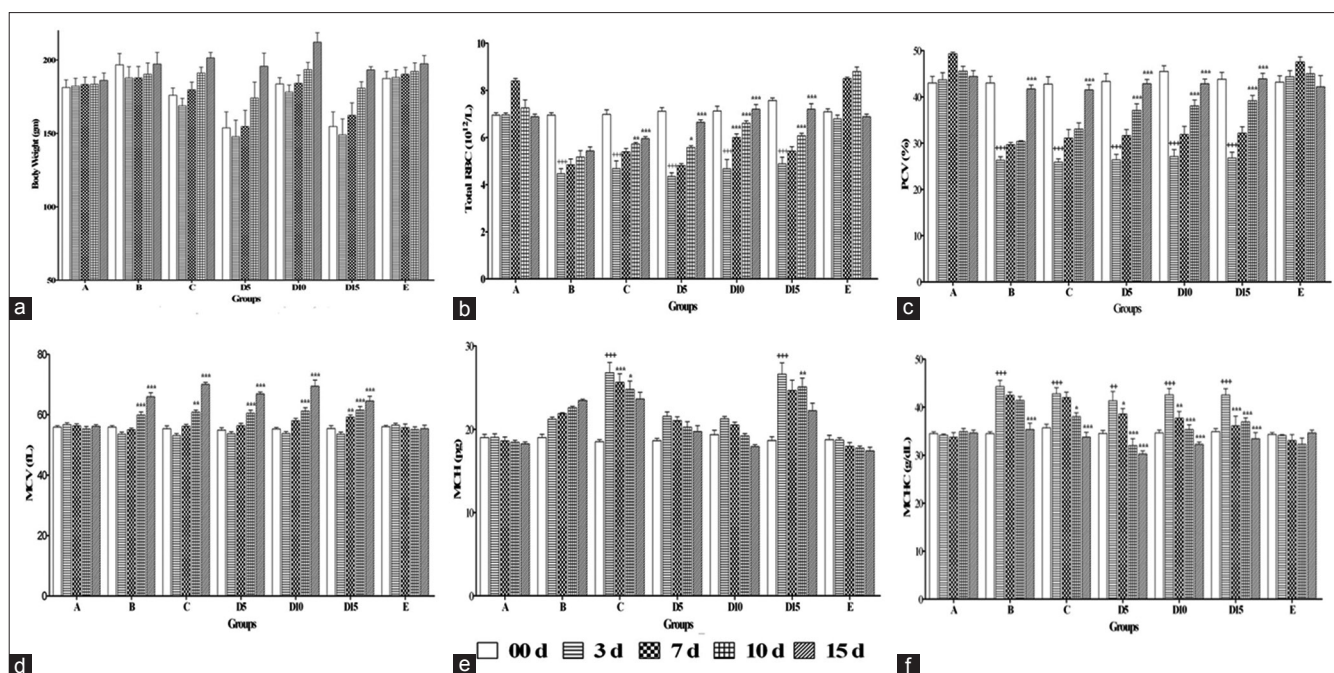 200
150
100
50
Body Weight (gm)
A B C D5 D10 D15 E
Groups
a
10
8
6
4
2
0
Total RBC (10¹²/L)
A B C D5 D10 D15 E
Groups
b
50
40
30
20
10
0
PCV (%)
A B C D5 D10 D15 E
Groups
c
80
60
40
20
0
MCV (fL)
A B C D5 D10 D15 E
Groups
d
30
20
10
0
MCH (pg)
A B C D5 D10 D15 E
Groups
e
50
40
30
20
10
0
MCHC (g/dL)
A B C D5 D10 D15 E
Groups
f
00 d 3 d 7 d 10 d 15 d